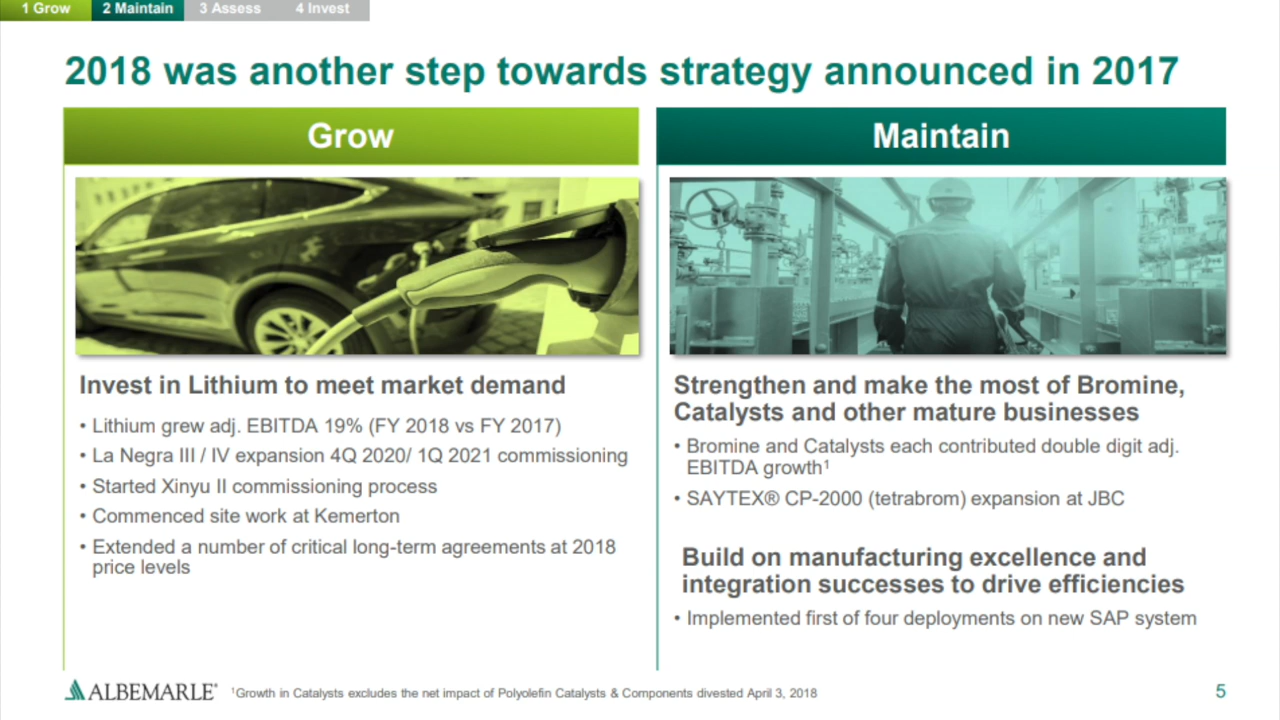 1 Grow
2 Maintain
3 Assess
4 Invest
2018 was another step towards strategy announced in 2017
Grow
Invest in Lithium to meet market demand
• Lithium grew adj. EBITDA 19% (FY 2018 vs FY 2017)
• La Negra III / IV expansion 4Q 2020/ 1Q 2021 commissioning
• Started Xinyu II commissioning process
• Commenced site work at Kemerton
• Extended a number of critical long-term agreements at 2018
price levels
Maintain
Strengthen and make the most of Bromine,
Catalysts and other mature businesses
• Bromine and Catalysts each contributed double digit adj.
EBITDA growth¹
• SAYTEX® CP-2000 (tetrabrom) expansion at JBC
Build on manufacturing excellence and
integration successes to drive efficiencies
• Implemented first of four deployments on new SAP system
ALBEMARLE®
¹Growth in Catalysts excludes the net impact of Polyolefin Catalysts & Components divested April 3, 2018
5